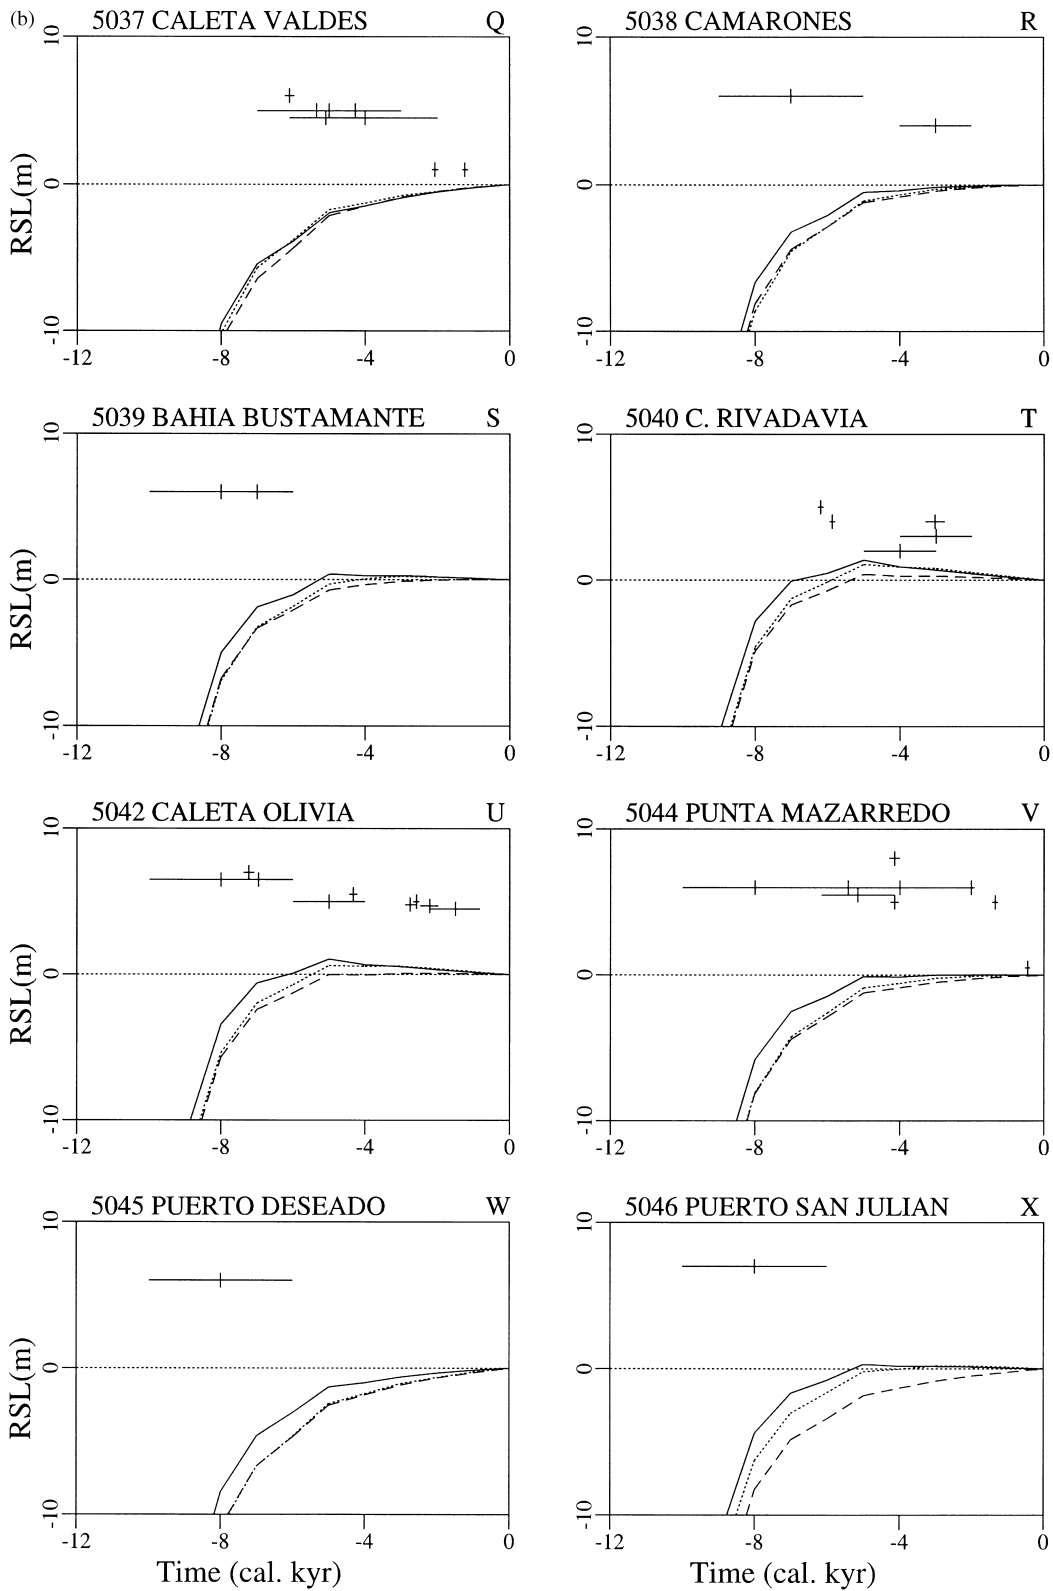 (b)
5037 CALETA VALDES Q
5038 CAMARONES R
10
0
-10
RSL(m)
-12 -8 -4 0
10
0
-10
-12 -8 -4 0
5039 BAHIA BUSTAMANTE S
5040 C. RIVADAVIA T
10
0
-10
RSL(m)
-12 -8 -4 0
10
0
-10
-12 -8 -4 0
5042 CALETA OLIVIA U
5044 PUNTA MAZARREDO V
10
0
-10
RSL(m)
-12 -8 -4 0
10
0
-10
-12 -8 -4 0
5045 PUERTO DESEADO W
5046 PUERTO SAN JULIAN X
10
0
-10
RSL(m)
-12 -8 -4 0
Time (cal. kyr)
10
0
-10
-12 -8 -4 0
Time (cal. kyr)